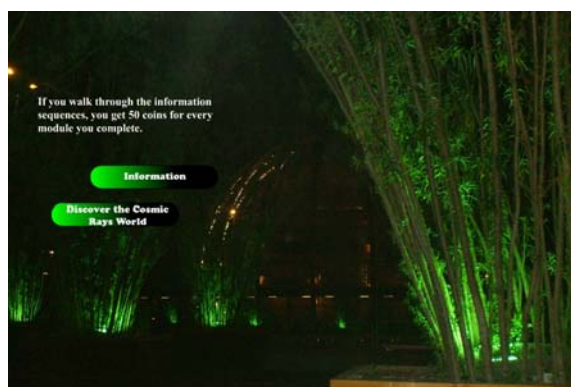 If you walk through the information
sequences, you get 50 coins for every
module you complete.
Information
Discover the Cosmic
Rays World